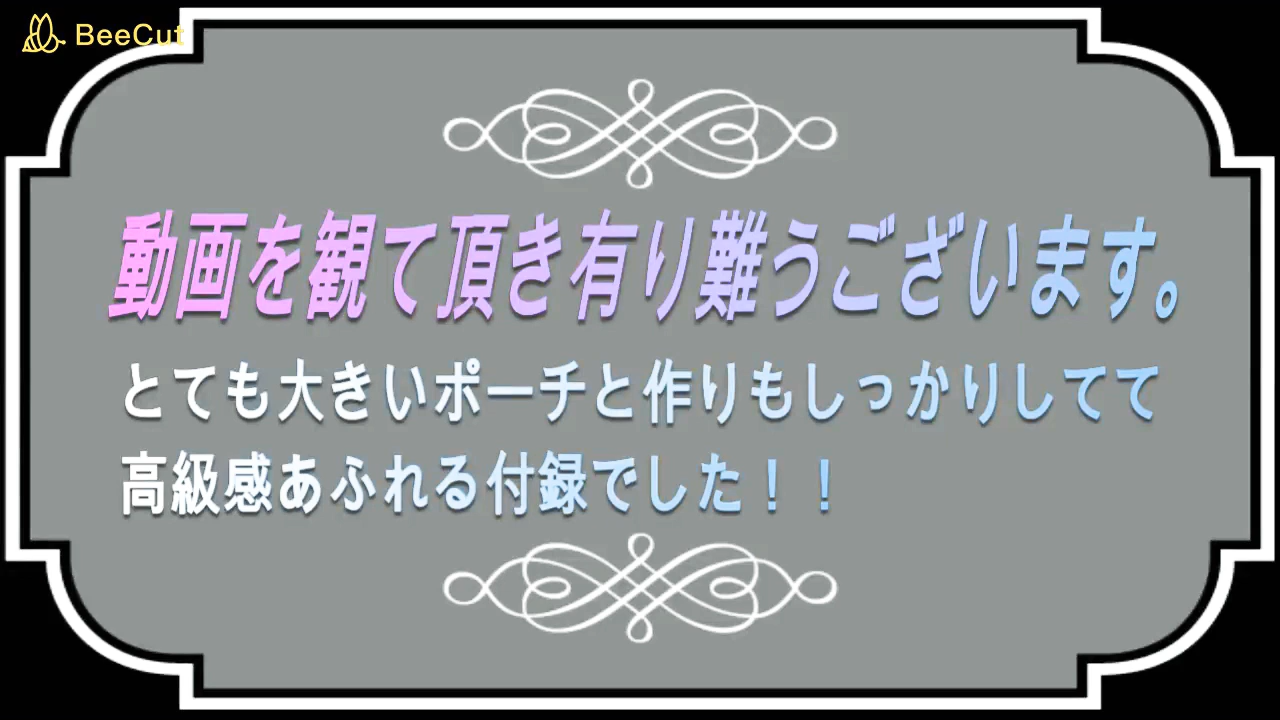 BeeCut
動画を観て頂き有り難うございます。
とても大きいポーチと作りもしっかりしてて
高級感あふれる付録でした！！